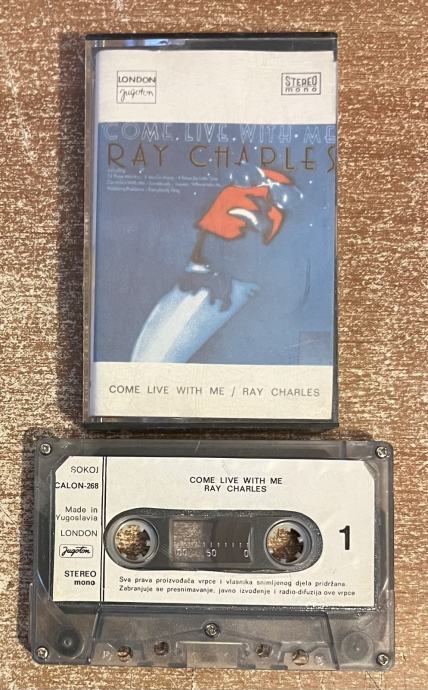 LONDON
jugoton
STEREO
mono
COME LIVE WITH ME
RAY CHARLES
COME LIVE WITH ME / RAY CHARLES
SOKOJ
CALON-268
Made in
Yugoslavia
LONDON
jugoton
STEREO
mono
COME LIVE WITH ME
RAY CHARLES
1
50 0
Sva prava proizvođača vrpce i vlasnika snimljenog djela pridržana.
Zabranjuje se presnimavanje, javno izvođenje i radio-difuzija ove vrpce